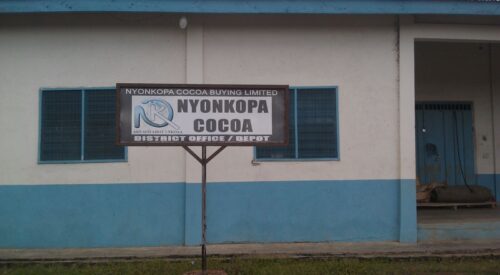 NYONKOPA COCOA BUYING LIMITED
NYONKOPA
COCOA
DISTRICT OFFICE / DEPOT